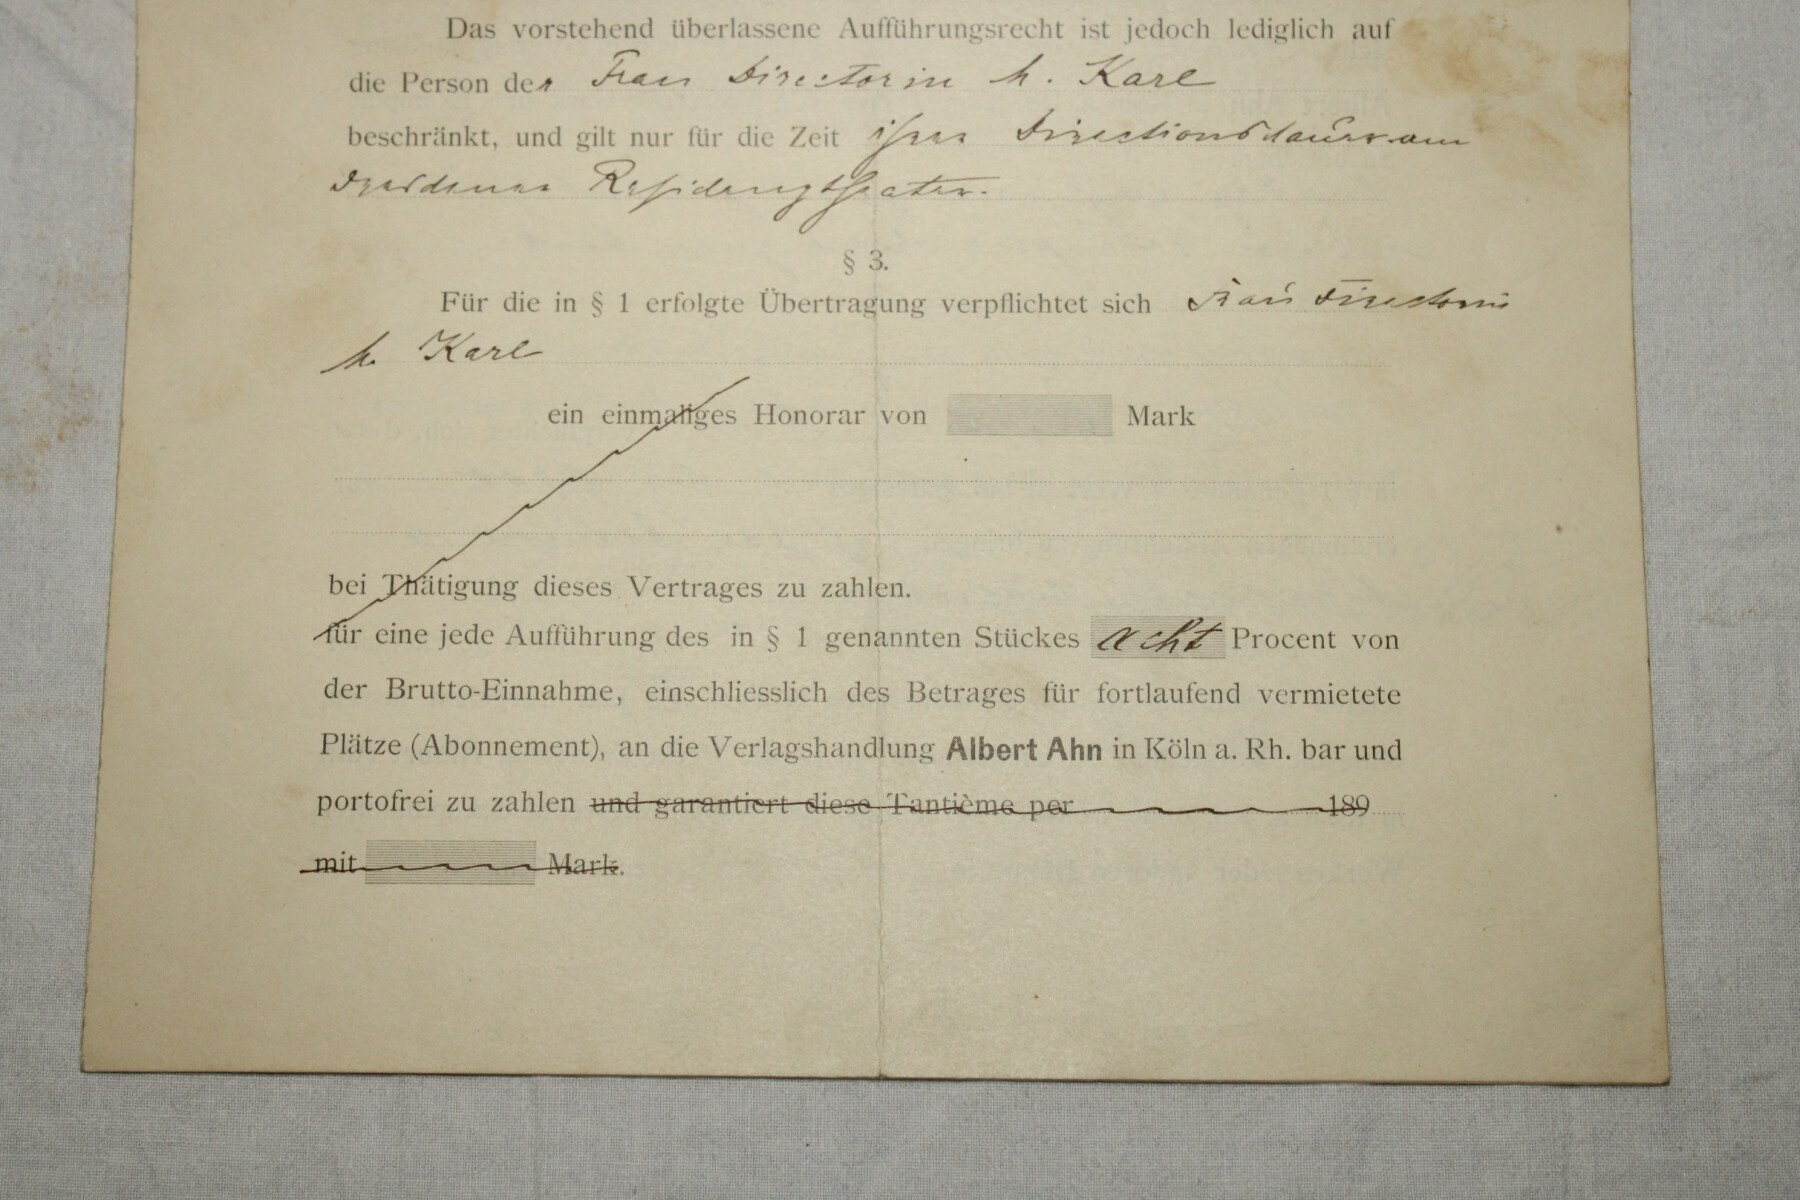 Das vorstehend überlassene Aufführungsrecht ist jedoch lediglich auf
die Person der Frau Directorin M. Karl
beschränkt, und gilt nur für die Zeit ihrer Directionsdauer am
Dresdener Residenztheater.
§ 3.
Für die in § 1 erfolgte Übertragung verpflichtet sich Frau Directorin
M. Karl
ein einmaliges Honorar von Mark
bei Thätigung dieses Vertrages zu zahlen.
für eine jede Aufführung des in § 1 genannten Stückes acht Procent von
der Brutto-Einnahme, einschliesslich des Betrages für fortlaufend vermietete
Plätze (Abonnement), an die Verlagshandlung Albert Ahn in Köln a. Rh. bar und
portofrei zu zahlen und garantiert diese Tantième per 189
mit Mark.